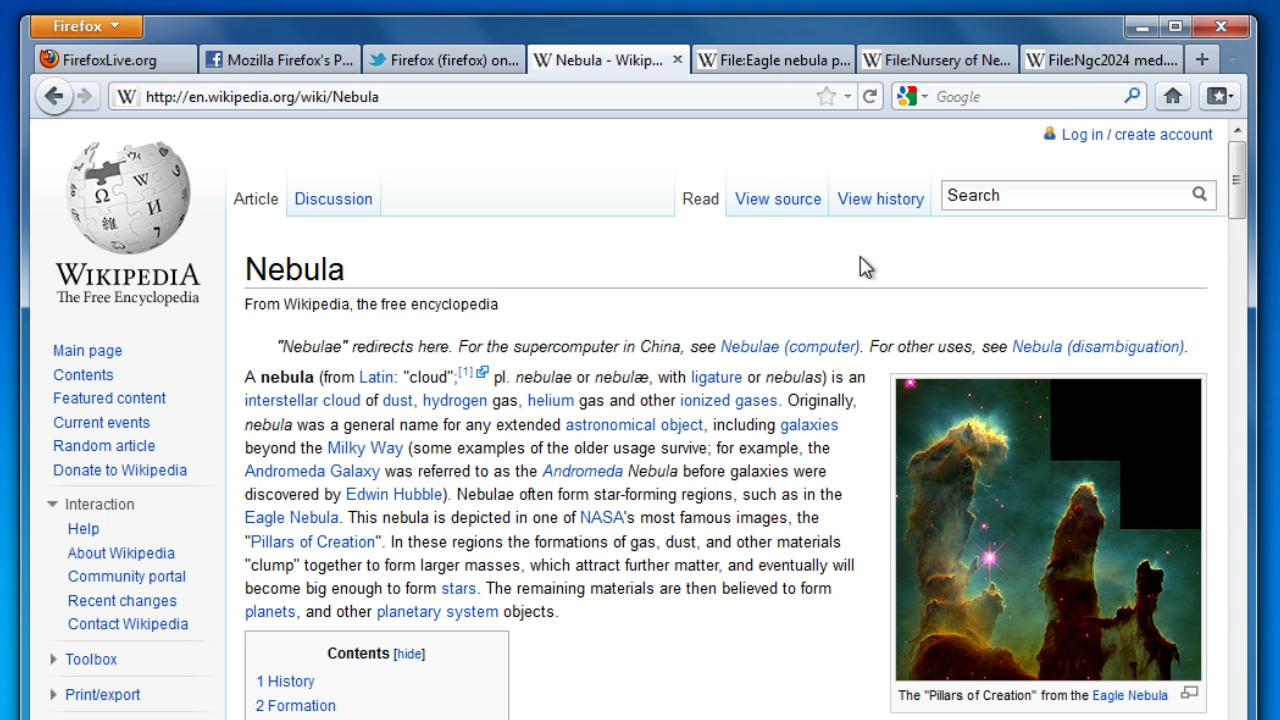 Firefox
FirefoxLive.org
Mozilla Firefox's P...
Firefox (firefox) on...
Nebula - Wikip...
File:Eagle nebula p...
File:Nursery of Ne...
File:Ngc2024 med....
http://en.wikipedia.org/wiki/Nebula
Google
Log in / create account
Article
Discussion
Read
View source
View history
Search
WIKIPEDIA
The Free Encyclopedia
Main page
Contents
Featured content
Current events
Random article
Donate to Wikipedia
Interaction
Help
About Wikipedia
Community portal
Recent changes
Contact Wikipedia
Toolbox
Print/export
Nebula
From Wikipedia, the free encyclopedia
"Nebulae" redirects here. For the supercomputer in China, see Nebulae (computer). For other uses, see Nebula (disambiguation).
A nebula (from Latin: "cloud";[1] pl. nebulae or nebulæ, with ligature or nebulas) is an
interstellar cloud of dust, hydrogen gas, helium gas and other ionized gases. Originally,
nebula was a general name for any extended astronomical object, including galaxies
beyond the Milky Way (some examples of the older usage survive; for example, the
Andromeda Galaxy was referred to as the Andromeda Nebula before galaxies were
discovered by Edwin Hubble). Nebulae often form star-forming regions, such as in the
Eagle Nebula. This nebula is depicted in one of NASA's most famous images, the
"Pillars of Creation". In these regions the formations of gas, dust, and other materials
"clump" together to form larger masses, which attract further matter, and eventually will
become big enough to form stars. The remaining materials are then believed to form
planets, and other planetary system objects.
The "Pillars of Creation" from the Eagle Nebula
Contents [hide]
1 History
2 Formation